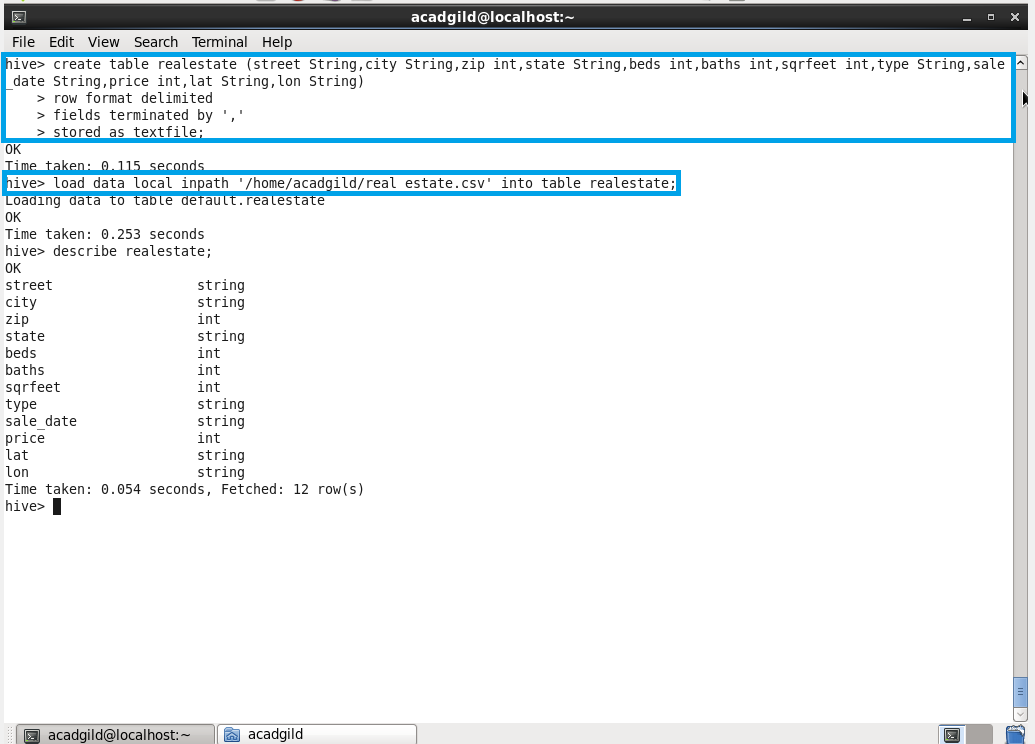 acadgild@localhost:~
File Edit View Search Terminal Help
hive> create table realestate (street String,city String,zip int,state String,beds int,baths int,sqrfeet int,type String,sale
_date String,price int,lat String,lon String)
> row format delimited
> fields terminated by ','
> stored as textfile;
OK
Time taken: 0.115 seconds
hive> load data local inpath '/home/acadgild/real estate.csv' into table realestate;
Loading data to table default.realestate
OK
Time taken: 0.253 seconds
hive> describe realestate;
OK
street string
city string
zip int
state string
beds int
baths int
sqrfeet int
type string
sale_date string
price int
lat string
lon string
Time taken: 0.054 seconds, Fetched: 12 row(s)
hive>
acadgild@localhost:~ acadgild